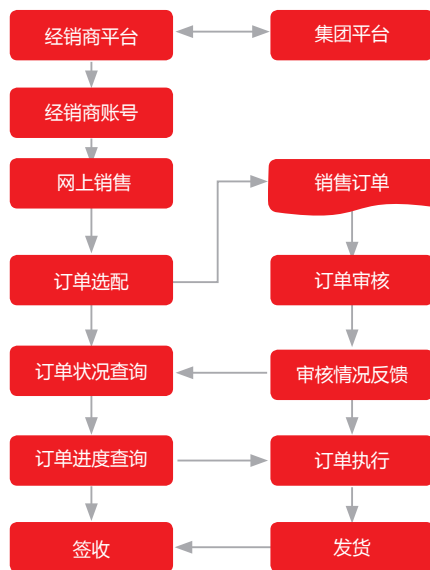 经销商平台
集团平台
经销商账号
网上销售
销售订单
订单选配
订单审核
订单状况查询
审核情况反馈
订单进度查询
订单执行
签收
发货